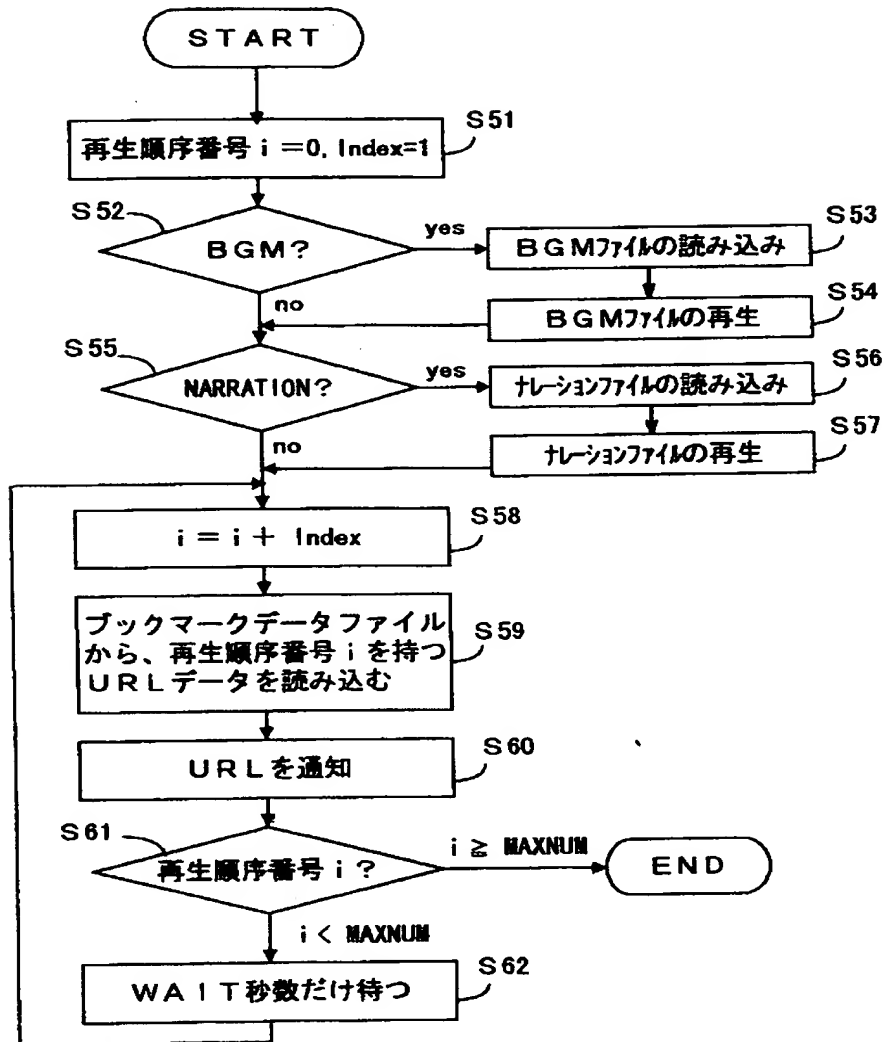 START
S51
再生順序番号 i =0, Index=1
S52
BGM?
yes
S53
BGMファイルの読み込み
no
S54
BGMファイルの再生
S55
NARRATION?
yes
S56
ナレーションファイルの読み込み
no
S57
ナレーションファイルの再生
S58
i = i + Index
S59
ブックマークデータファイル
から、再生順序番号 i を持つ
URLデータを読み込む
S60
URLを通知
S61
再生順序番号 i ?
i ≧ MAXNUM
END
i < MAXNUM
S62
WAIT秒数だけ待つ